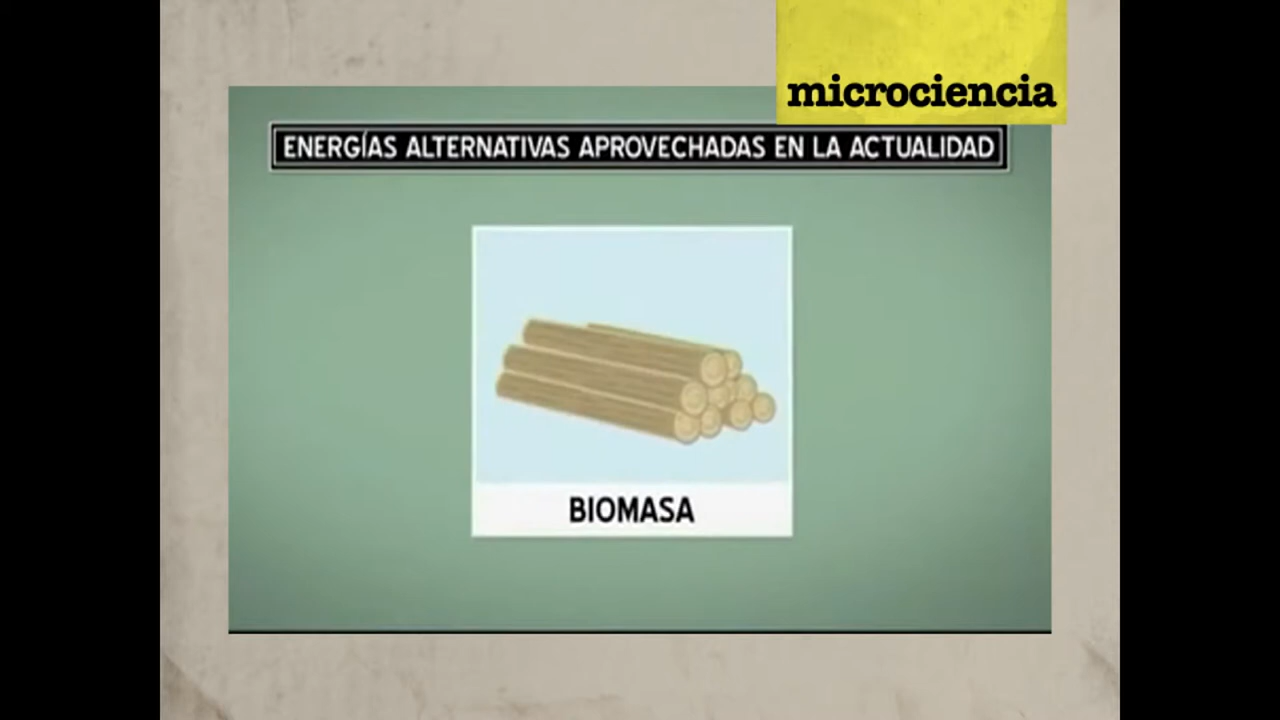 microciencia
ENERGÍAS ALTERNATIVAS APROVECHADAS EN LA ACTUALIDAD
BIOMASA